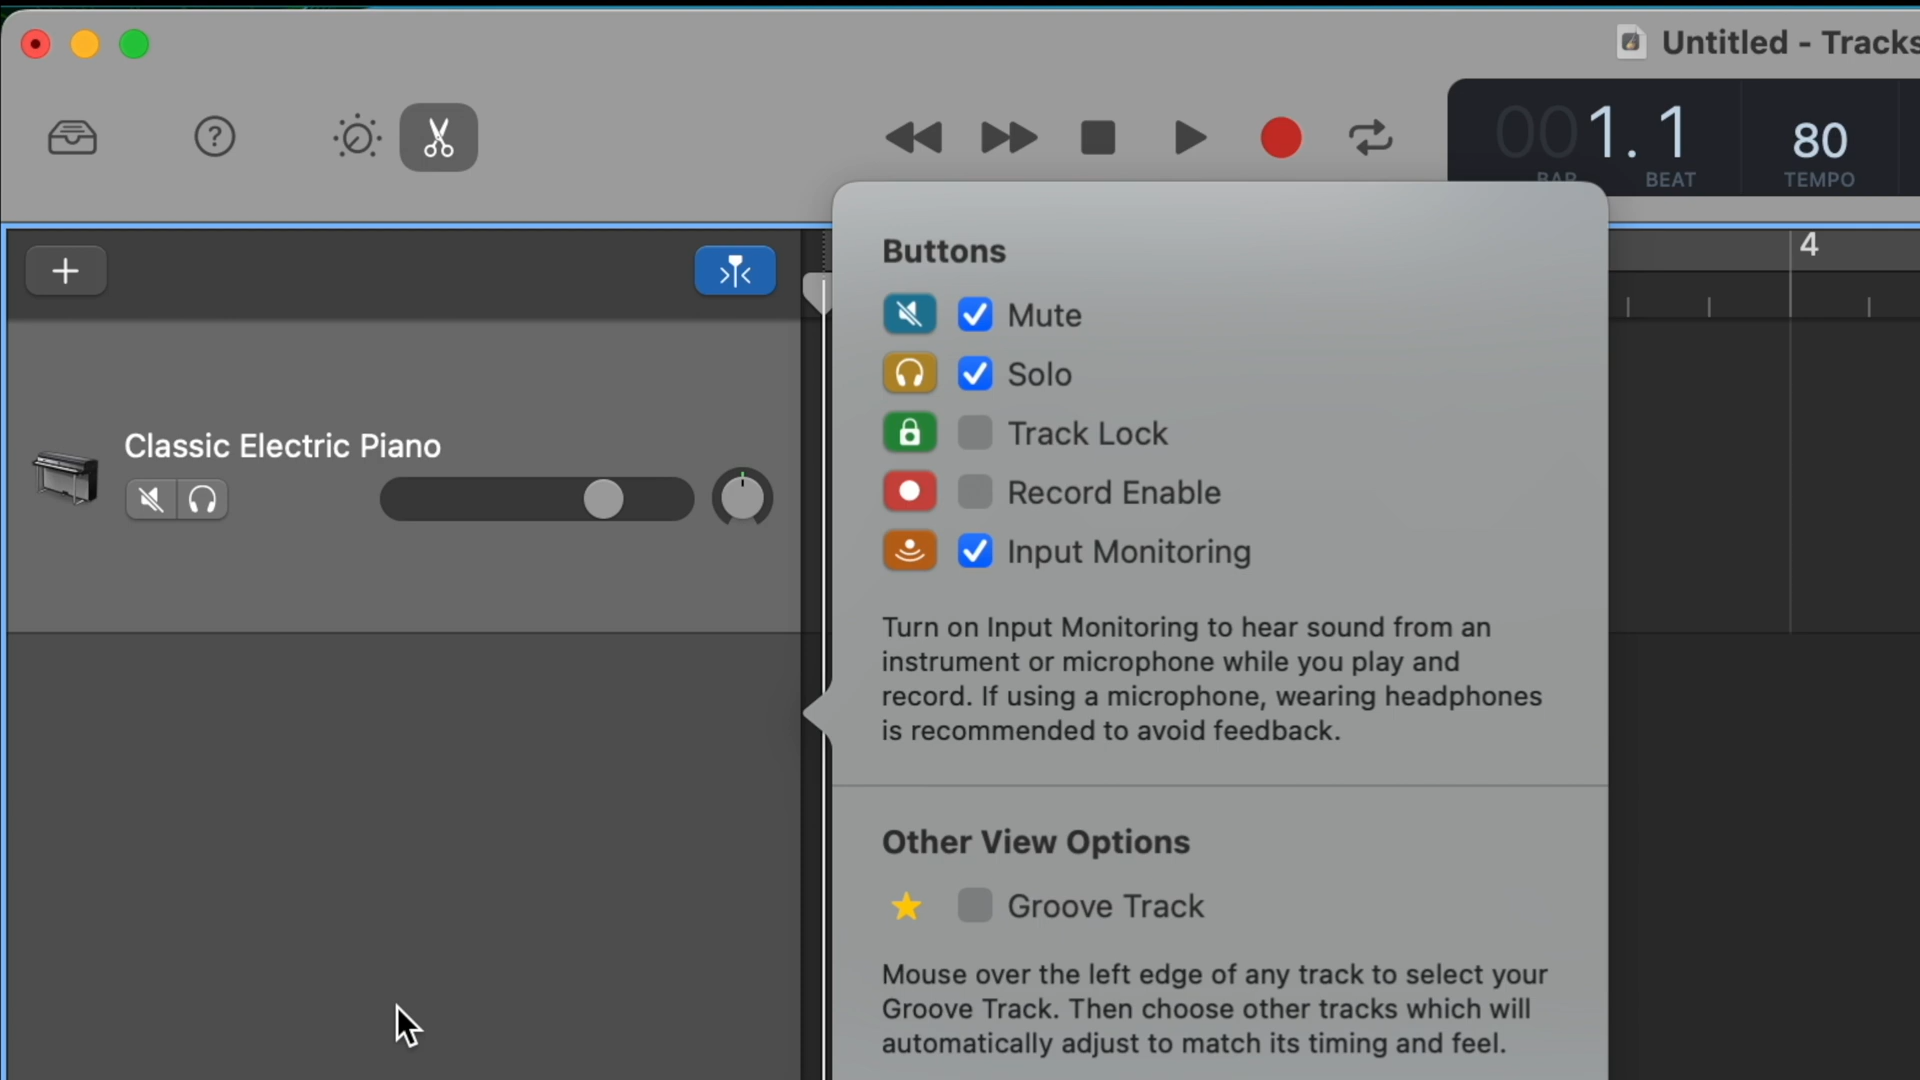 Untitled - Tracks
001. 1
80
BAR
BEAT
TEMPO
4
Buttons
Mute
Solo
Track Lock
Record Enable
Input Monitoring
Turn on Input Monitoring to hear sound from an
instrument or microphone while you play and
record. If using a microphone, wearing headphones
is recommended to avoid feedback.
Other View Options
Groove Track
Mouse over the left edge of any track to select your
Groove Track. Then choose other tracks which will
automatically adjust to match its timing and feel.
Classic Electric Piano